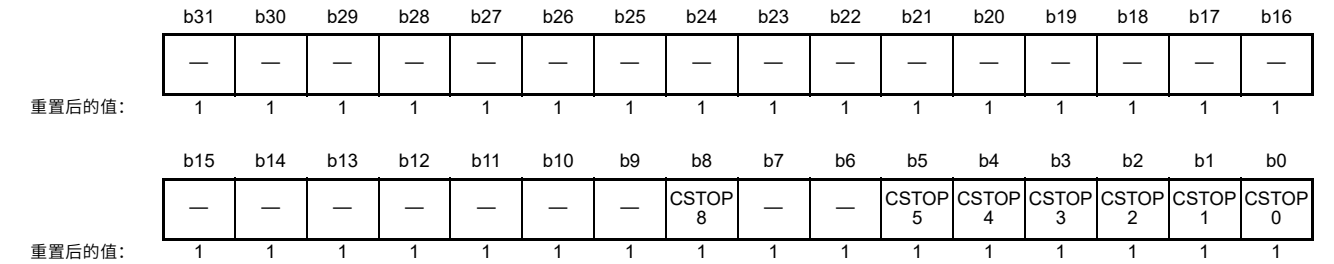 b31 b30 b29 b28 b27 b26 b25 b24 b23 b22 b21 b20 b19 b18 b17 b16
— — — — — — — — — — — — — — — —
重置后的值: 1 1 1 1 1 1 1 1 1 1 1 1 1 1 1 1
b15 b14 b13 b12 b11 b10 b9 b8 b7 b6 b5 b4 b3 b2 b1 b0
— — — — — — — CSTOP 8 — — CSTOP 5 CSTOP 4 CSTOP 3 CSTOP 2 CSTOP 1 CSTOP 0
重置后的值: 1 1 1 1 1 1 1 1 1 1 1 1 1 1 1 1